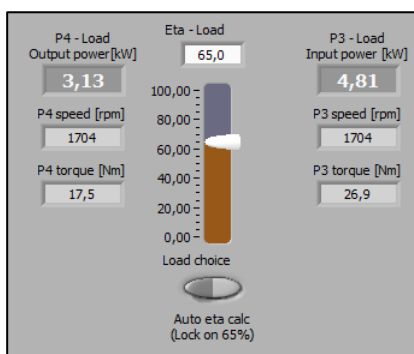 P4 - Load
Output power[kW]
3,13
P4 speed [rpm]
1704
P4 torque [Nm]
17,5
Eta - Load
65,0
100,00
80,00
60,00
40,00
20,00
0,00
Load choice
Auto eta calc
(Lock on 65%)
P3 - Load
Input power [kW]
4,81
P3 speed [rpm]
1704
P3 torque [Nm]
26,9